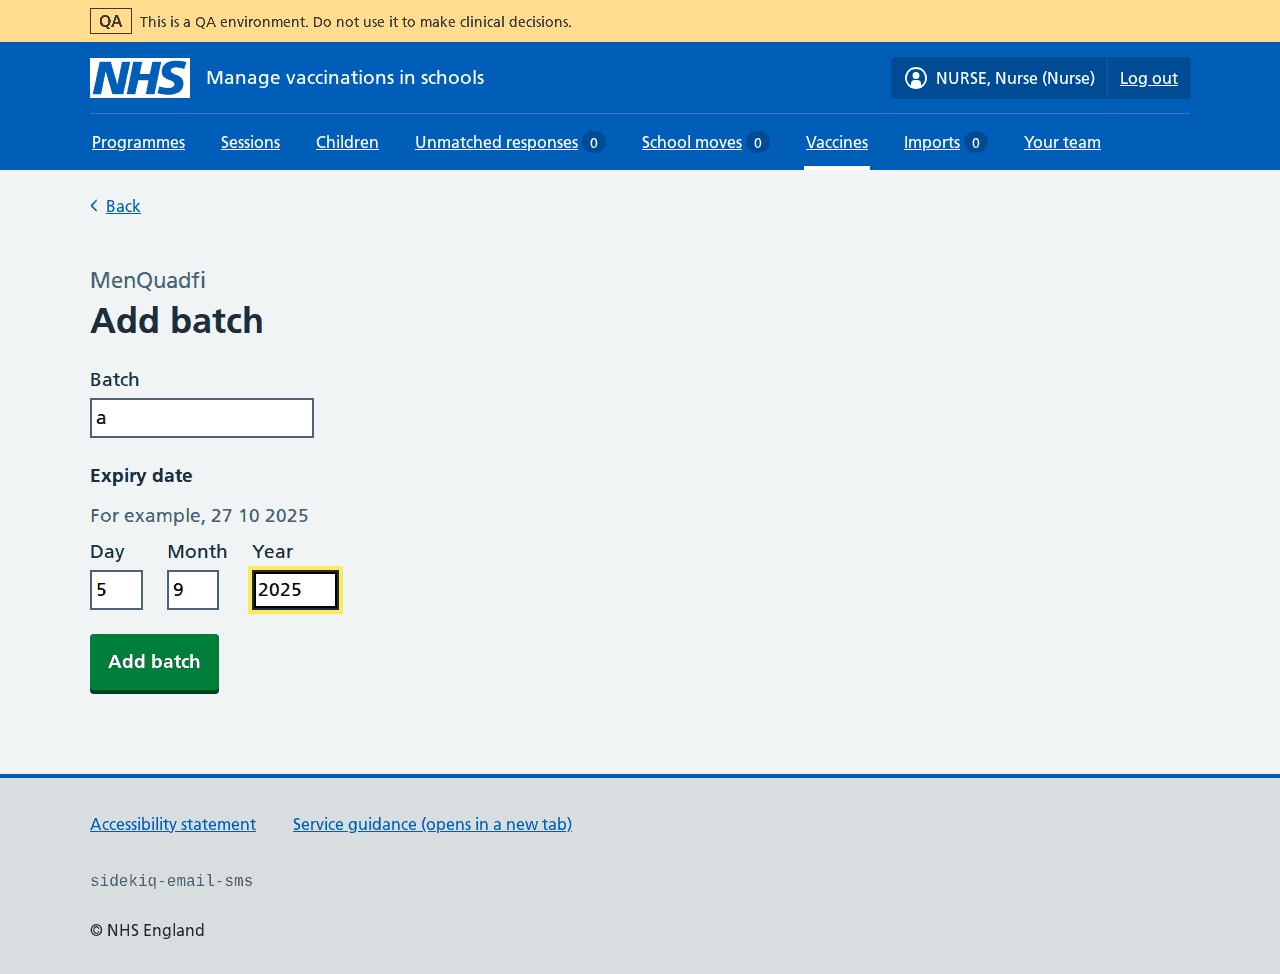 QA This is a QA environment. Do not use it to make clinical decisions.
NHS Manage vaccinations in schools NURSE, Nurse (Nurse) Log out
Programmes Sessions Children Unmatched responses 0 School moves 0 Vaccines Imports 0 Your team
Back
MenQuadfi
Add batch
Batch
a
Expiry date
For example, 27 10 2025
Day Month Year
5 9 2025
Add batch
Accessibility statement Service guidance (opens in a new tab)
sidekiq-email-sms
© NHS England